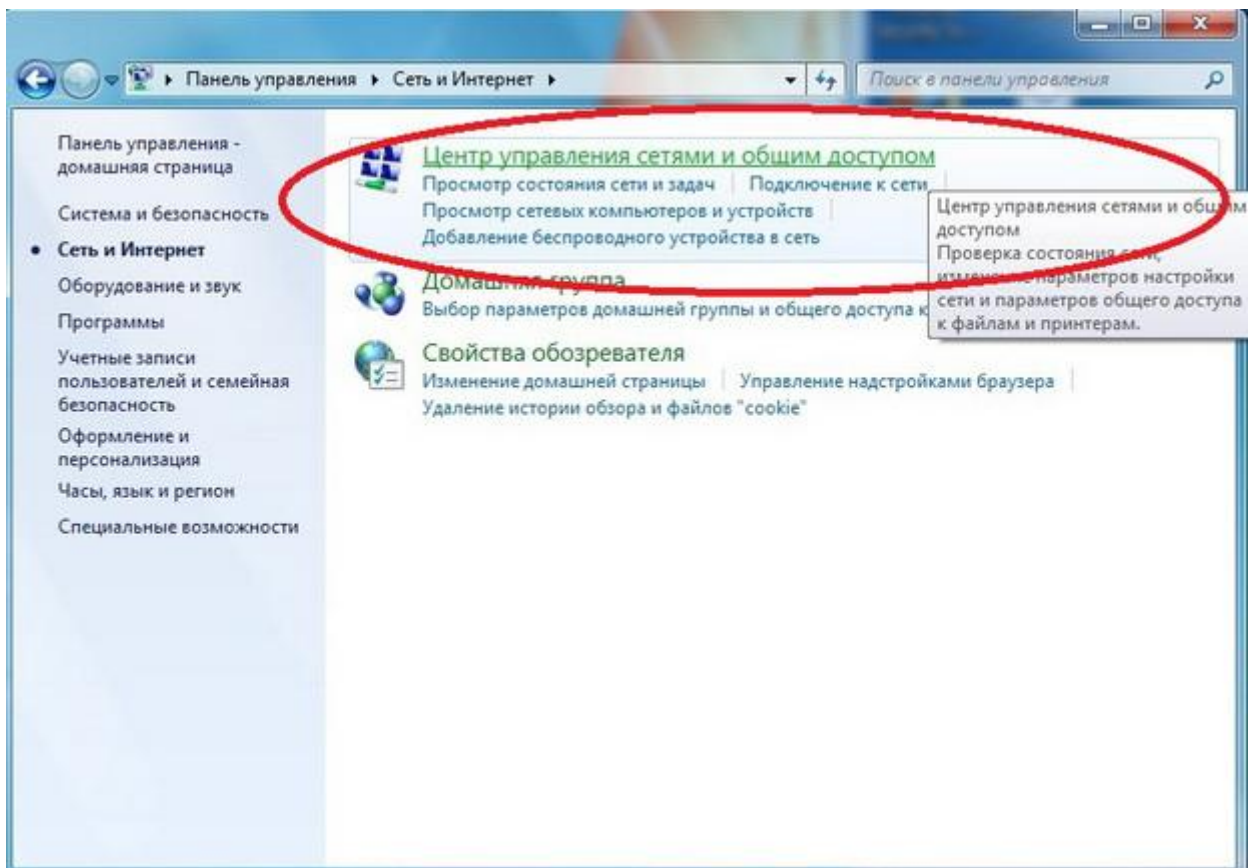 Панель управления ▸ Сеть и Интернет ▸
Поиск в панели управления
Панель управления -
домашняя страница
Система и безопасность
Сеть и Интернет
Оборудование и звук
Программы
Учетные записи
пользователей и семейная
безопасность
Оформление и
персонализация
Часы, язык и регион
Специальные возможности
Центр управления сетями и общим доступом
Просмотр состояния сети и задач
Подключение к сети
Просмотр сетевых компьютеров и устройств
Добавление беспроводного устройства в сеть
Домашняя группа
Выбор параметров домашней группы и общего доступа к
Свойства обозревателя
Изменение домашней страницы
Управление надстройками браузера
Удаление истории обзора и файлов "cookie"
Центр управления сетями и общим
доступом
Проверка состояния сети,
изменение параметров настройки
сети и параметров общего доступа
к файлам и принтерам.